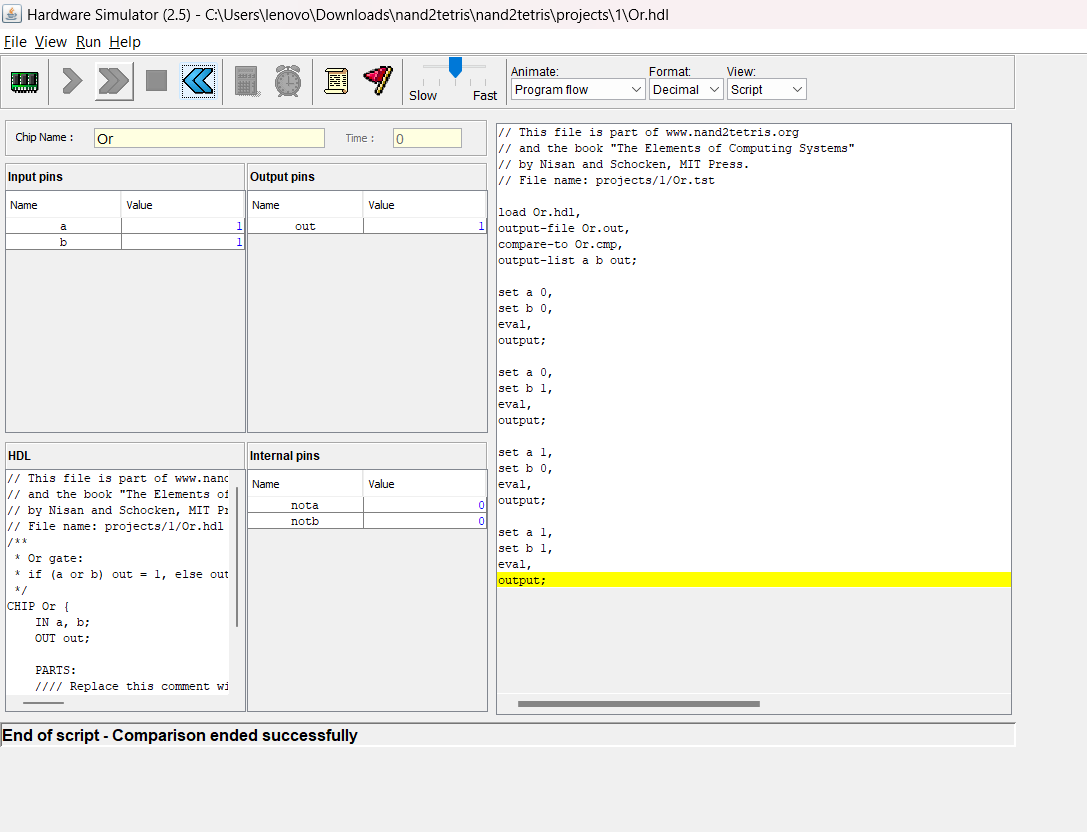 Hardware Simulator (2.5) - C:\Users\lenovo\Downloads\nand2tetris\nand2tetris\projects\1\Or.hdl
File View Run Help
Slow Fast
Animate: Format: View:
Program flow Decimal Script
Chip Name : Or Time : 0
Input pins
Name Value
a 1
b 1
Output pins
Name Value
out 1
HDL
// This file is part of www.nand
// and the book "The Elements of
// by Nisan and Schocken, MIT Pr
// File name: projects/1/Or.hdl
/**
* Or gate:
* if (a or b) out = 1, else out
*/
CHIP Or {
IN a, b;
OUT out;
PARTS:
//// Replace this comment wi
Internal pins
Name Value
nota 0
notb 0
// This file is part of www.nand2tetris.org
// and the book "The Elements of Computing Systems"
// by Nisan and Schocken, MIT Press.
// File name: projects/1/Or.tst
load Or.hdl,
output-file Or.out,
compare-to Or.cmp,
output-list a b out;
set a 0,
set b 0,
eval,
output;
set a 0,
set b 1,
eval,
output;
set a 1,
set b 0,
eval,
output;
set a 1,
set b 1,
eval,
output;
End of script - Comparison ended successfully